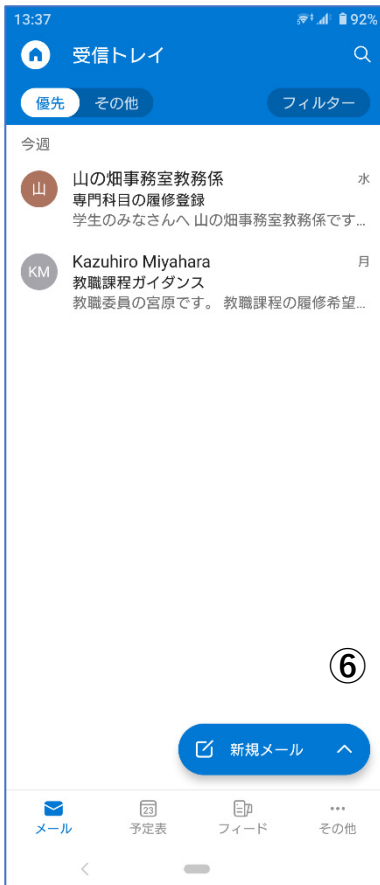 13:37 92%
受信トレイ
優先 その他 フィルター
今週
山 山の畑事務室教務係 水
専門科目の履修登録
学生のみなさんへ 山の畑事務室教務係です...
KM Kazuhiro Miyahara 月
教職課程ガイダンス
教職委員の宮原です。 教職課程の履修希望...
⑥
新規メール
23
メール 予定表 フィード その他